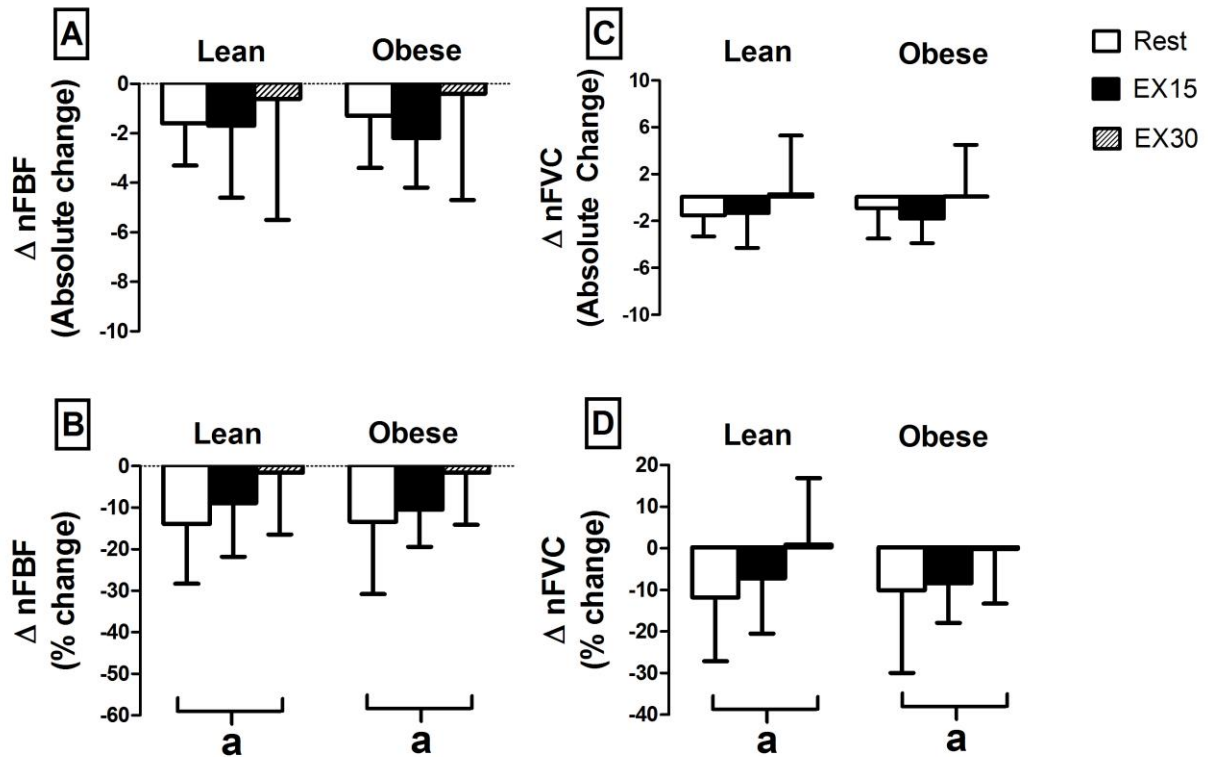 A
Lean
Obese
Δ nFBF
(Absolute change)
0
-2
-4
-6
-8
-10
C
Lean
Obese
Δ nFVC
(Absolute Change)
10
6
2
-2
-6
-10
Rest
EX15
EX30
B
Lean
Obese
Δ nFBF
(% change)
0
-10
-20
-30
-40
-50
-60
a
a
D
Lean
Obese
Δ nFVC
(% change)
20
10
0
-10
-20
-30
-40
a
a